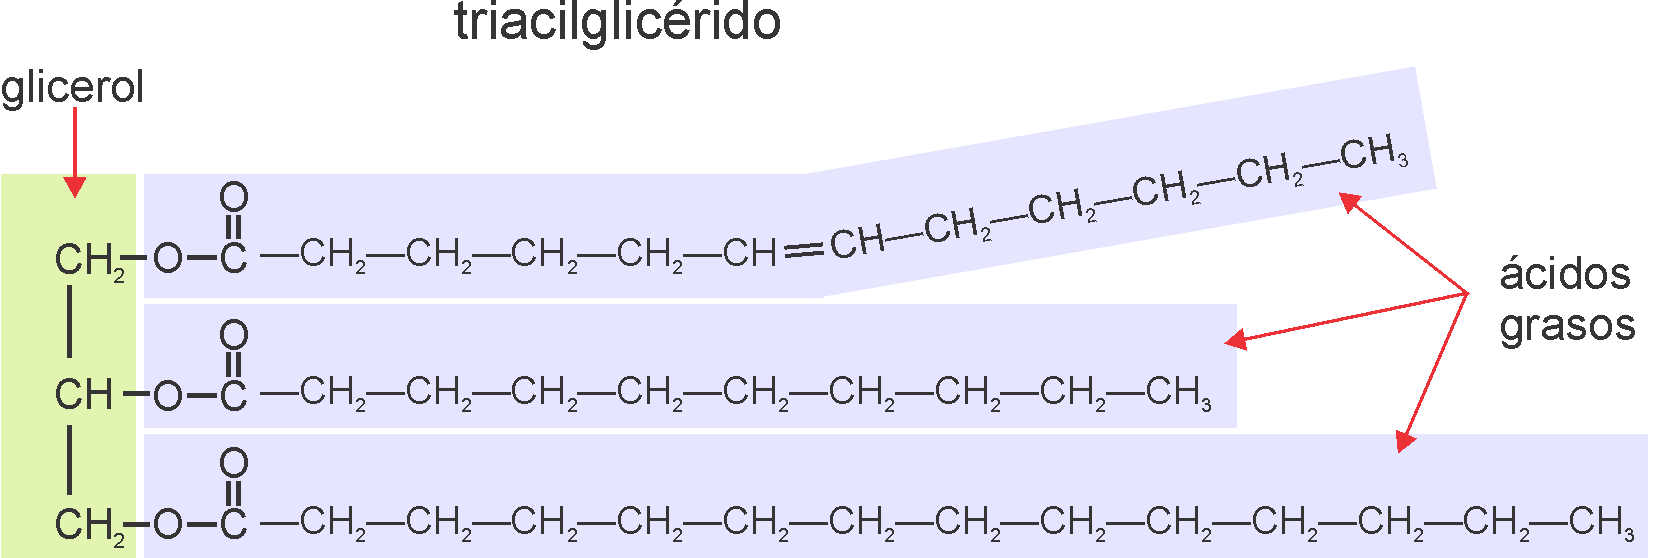 triacilglicérido
glicerol
O
CH₂—O—C—CH₂—CH₂—CH₂—CH₂—CH=CH—CH₂—CH₂—CH₂—CH₂—CH₃
O
CH—O—C—CH₂—CH₂—CH₂—CH₂—CH₂—CH₂—CH₂—CH₂—CH₃
O
CH₂—O—C—CH₂—CH₂—CH₂—CH₂—CH₂—CH₂—CH₂—CH₂—CH₂—CH₂—CH₂—CH₂—CH₃
ácidos
grasos